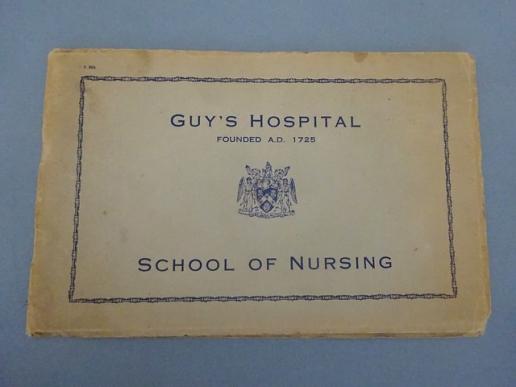 GUY'S HOSPITAL
FOUNDED A.D. 1725
SCHOOL OF NURSING